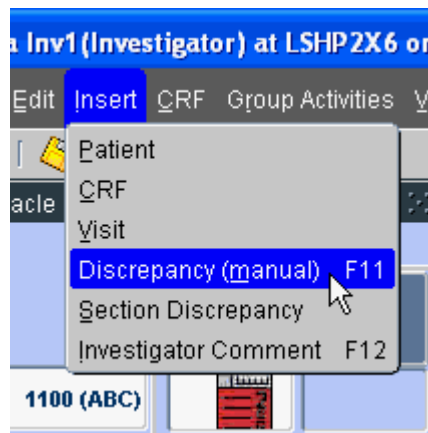 a Inv1 (Investigator) at LSHP2X6 or
Edit Insert CRF Group Activities V
Patient
acle
CRF
Visit
Discrepancy (manual) F11
Section Discrepancy
Investigator Comment F12
1100 (ABC)